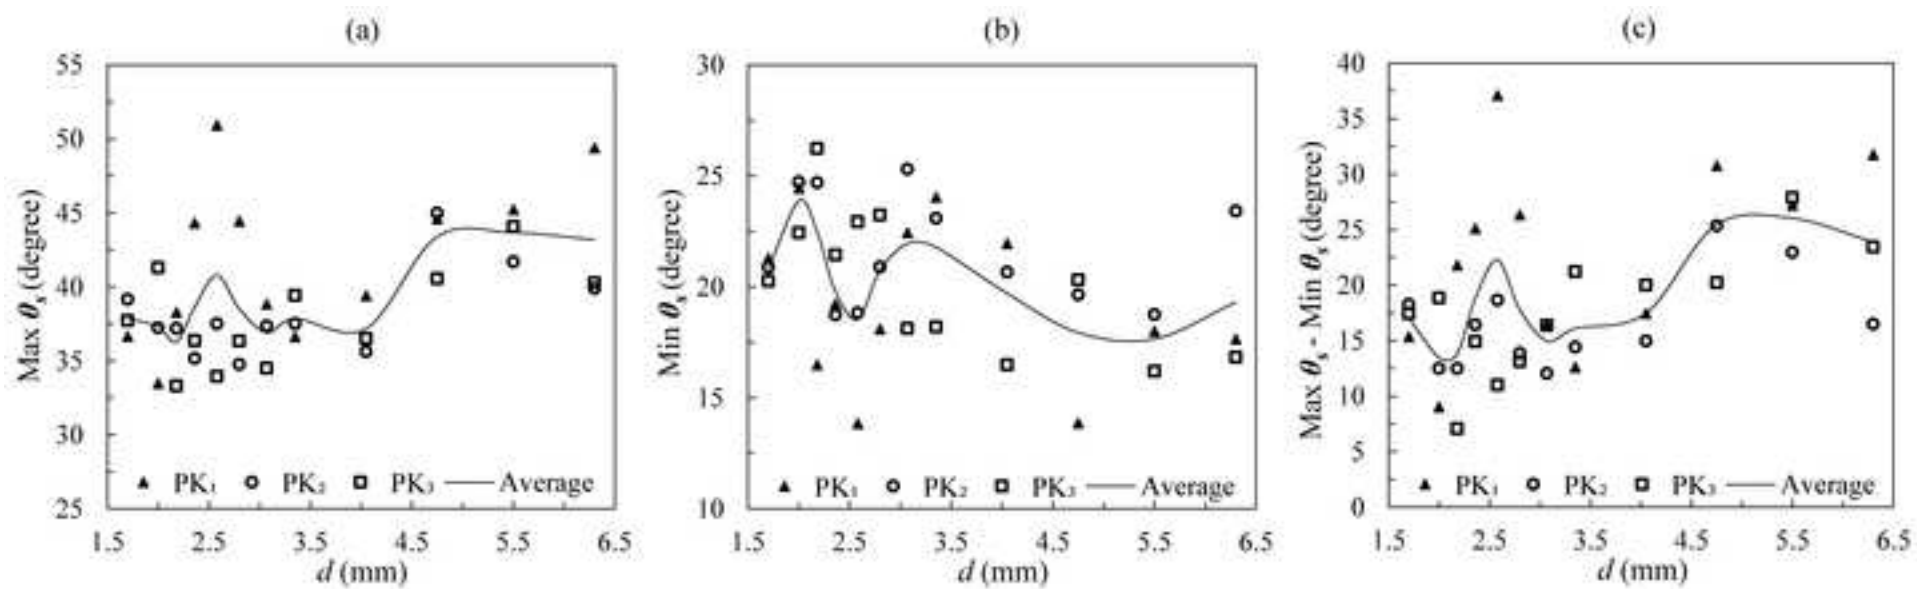 (a)
55
50
45
40
35
30
25
Max θs (degree)
▲ PK₁ ○ PK₂ □ PK₃ — Average
1.5 2.5 3.5 4.5 5.5 6.5
d (mm)
(b)
30
25
20
15
10
Min θs (degree)
▲ PK₁ ○ PK₂ □ PK₃ — Average
1.5 2.5 3.5 4.5 5.5 6.5
d (mm)
(c)
40
35
30
25
20
15
10
5
0
Max θs - Min θs (degree)
▲ PK₁ ○ PK₂ □ PK₃ — Average
1.5 2.5 3.5 4.5 5.5 6.5
d (mm)